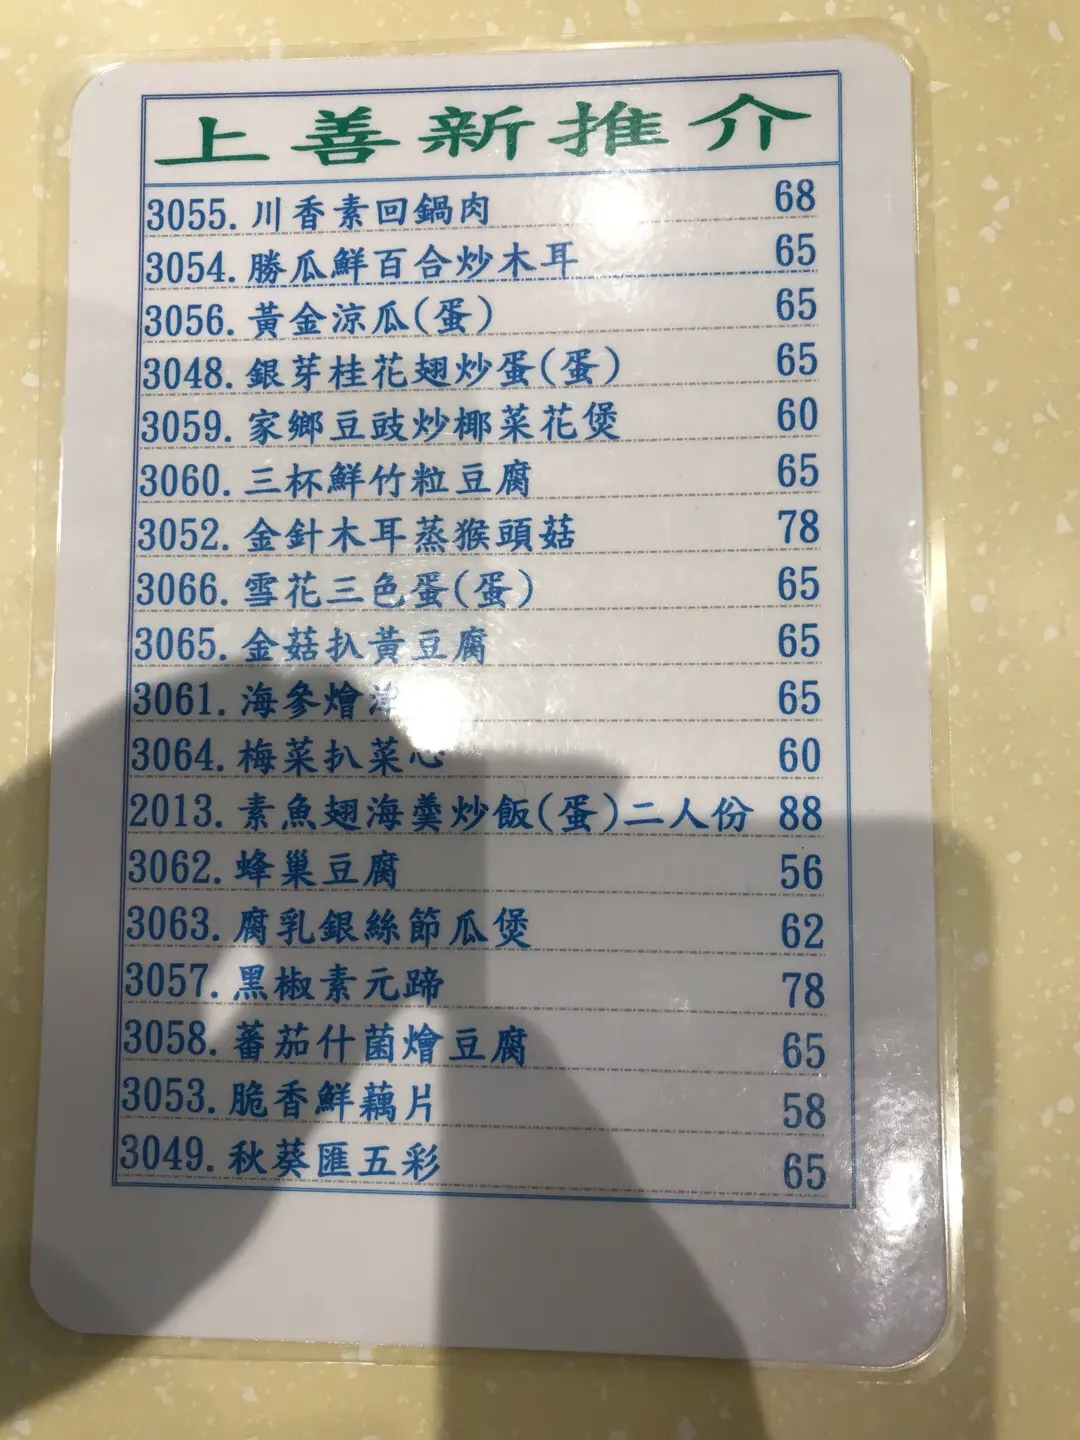 上善新推介
3055. 川香素回鍋肉 68
3054. 勝瓜鮮百合炒木耳 65
3056. 黃金涼瓜(蛋) 65
3048. 銀芽桂花翅炒蛋(蛋) 65
3059. 家鄉豆豉炒椰菜花煲 60
3060. 三杯鮮竹粒豆腐 65
3052. 金針木耳蒸猴頭菇 78
3066. 雪花三色蛋(蛋) 65
3065. 金菇扒黃豆腐 65
3061. 海參燴 65
3064. 梅菜扒菜心 60
2013. 素魚翅海羹炒飯(蛋)二人份 88
3062. 蜂巢豆腐 56
3063. 腐乳銀絲節瓜煲 62
3057. 黑椒素元蹄 78
3058. 蕃茄什菌燴豆腐 65
3053. 脆香鮮藕片 58
3049. 秋葵匯五彩 65